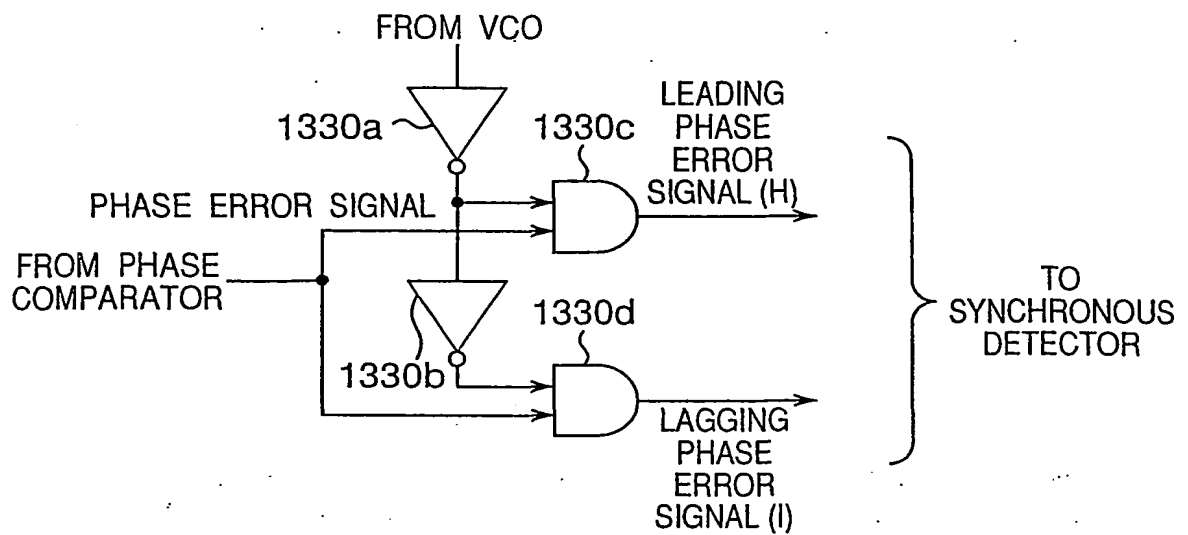 FROM VCO
1330a
1330c
LEADING
PHASE
ERROR
SIGNAL (H)
PHASE ERROR SIGNAL
FROM PHASE
COMPARATOR
1330b
1330d
LAGGING
PHASE
ERROR
SIGNAL (I)
TO
SYNCHRONOUS
DETECTOR